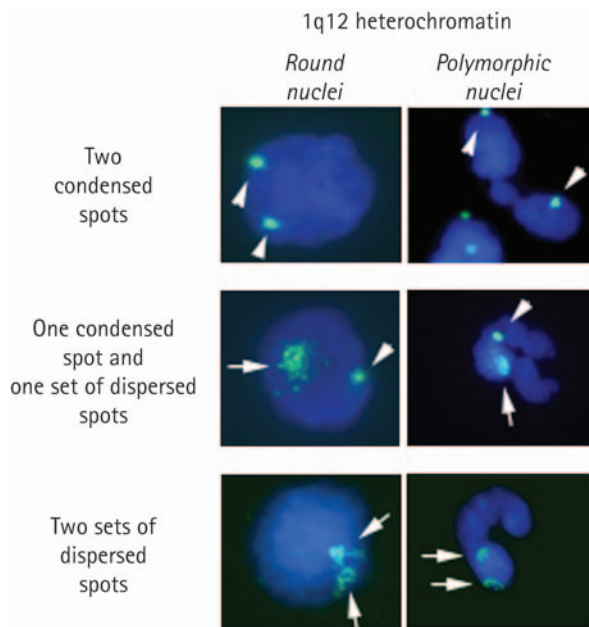 1q12 heterochromatin
Round
nuclei
Polymorphic
nuclei
Two
condensed
spots
One condensed
spot and
one set of dispersed
spots
Two sets of
dispersed
spots